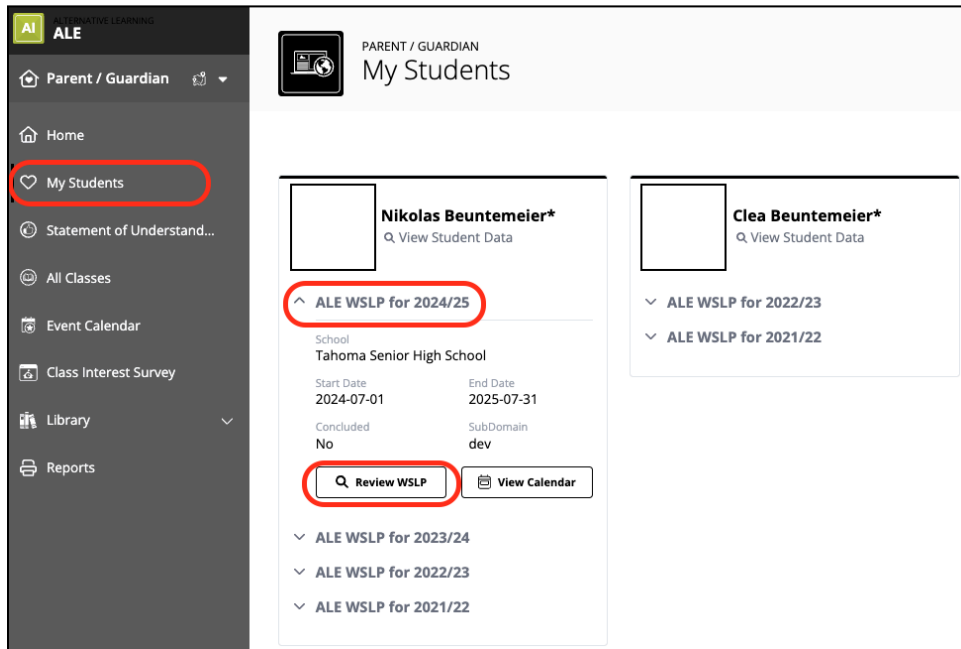 AI
ALTERNATIVE LEARNING
ALE
Parent / Guardian
Home
My Students
Statement of Understand...
All Classes
Event Calendar
Class Interest Survey
Library
Reports
PARENT / GUARDIAN
My Students
Nikolas Beuntemeier*
View Student Data
ALE WSLP for 2024/25
School
Tahoma Senior High School
Start Date End Date
2024-07-01 2025-07-31
Concluded SubDomain
No dev
Review WSLP View Calendar
ALE WSLP for 2023/24
ALE WSLP for 2022/23
ALE WSLP for 2021/22
Clea Beuntemeier*
View Student Data
ALE WSLP for 2022/23
ALE WSLP for 2021/22